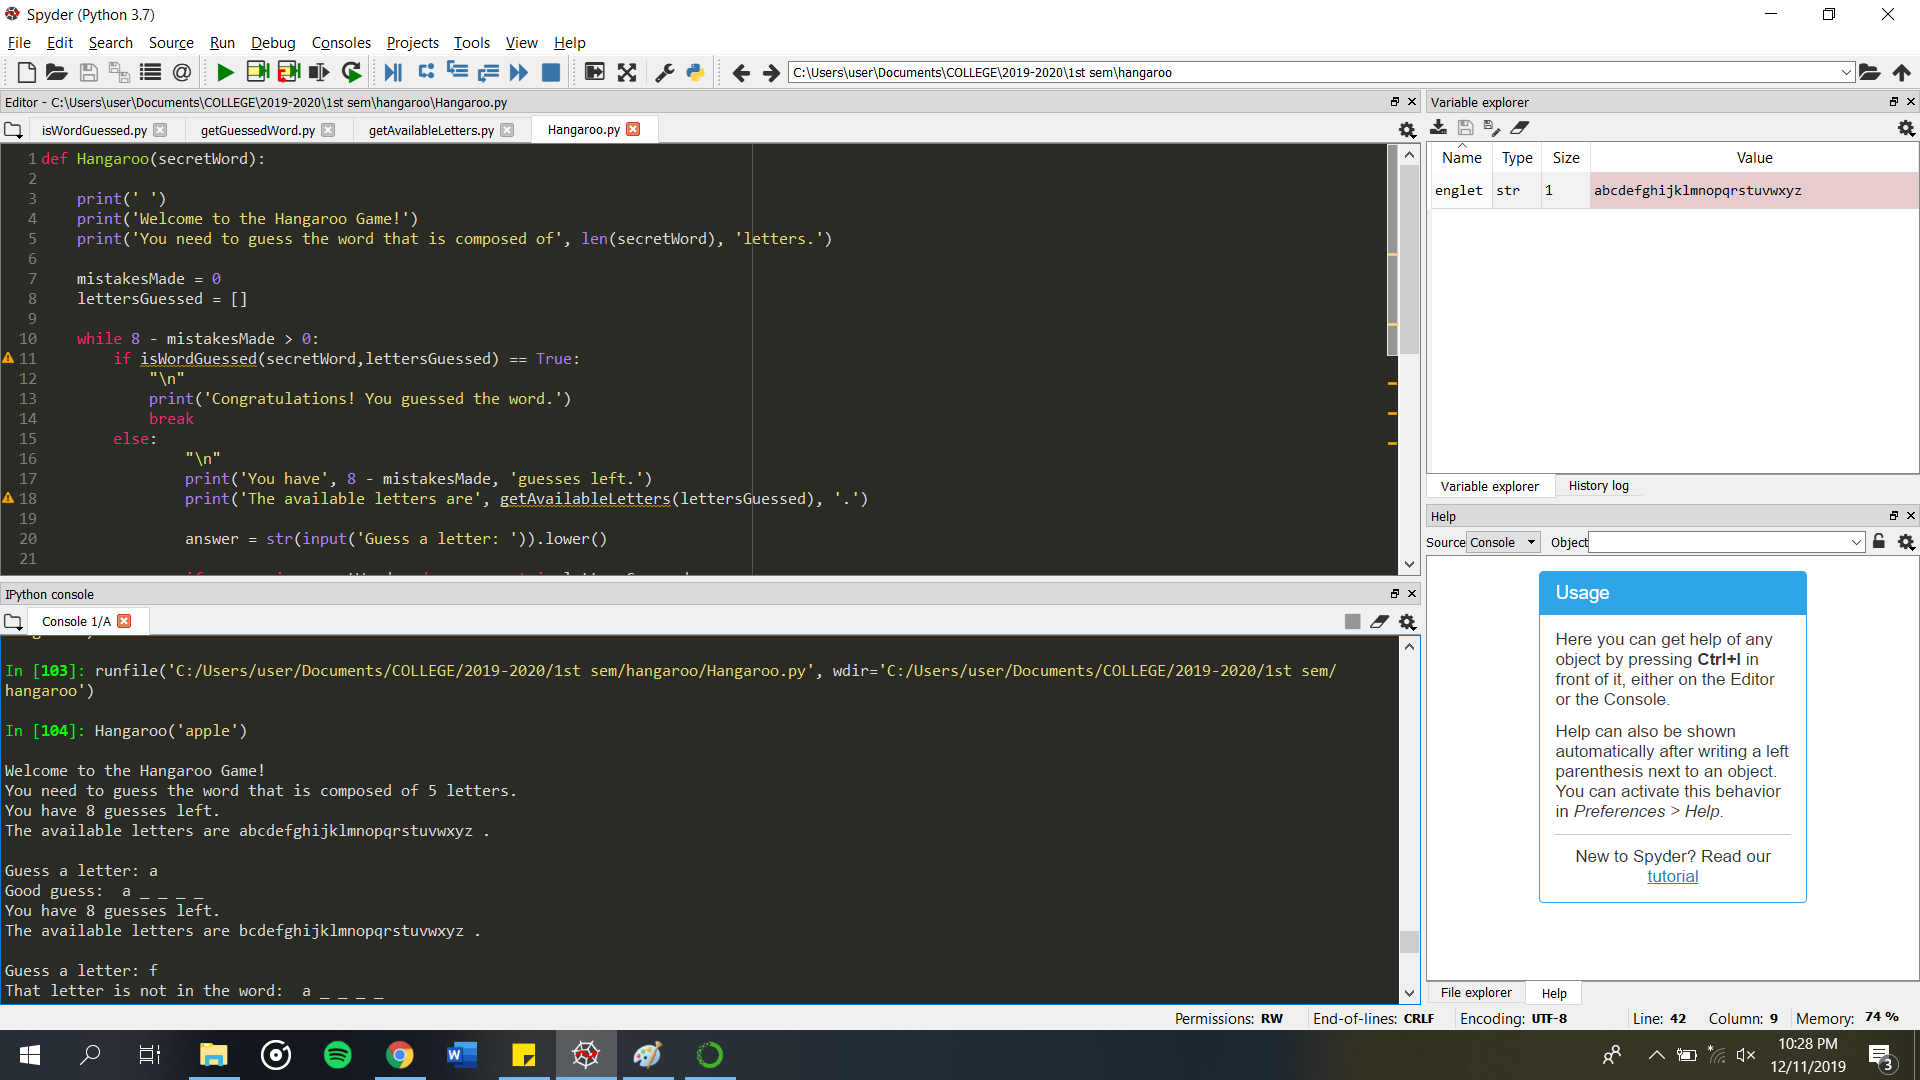 Spyder (Python 3.7)
File Edit Search Source Run Debug Consoles Projects Tools View Help
C:\Users\user\Documents\COLLEGE\2019-2020\1st sem\hangaroo
Editor - C:\Users\user\Documents\COLLEGE\2019-2020\1st sem\hangaroo\Hangaroo.py
isWordGuessed.py getGuessedWord.py getAvailableLetters.py Hangaroo.py
1 def Hangaroo(secretWord):
2
3     print(' ')
4     print('Welcome to the Hangaroo Game!')
5     print('You need to guess the word that is composed of', len(secretWord), 'letters.')
6
7     mistakesMade = 0
8     lettersGuessed = []
9
10     while 8 - mistakesMade > 0:
11         if isWordGuessed(secretWord,lettersGuessed) == True:
12             "\n"
13             print('Congratulations! You guessed the word.')
14             break
15         else:
16                 "\n"
17                 print('You have', 8 - mistakesMade, 'guesses left.')
18                 print('The available letters are', getAvailableLetters(lettersGuessed), '.')
19
20                 answer = str(input('Guess a letter: ')).lower()
21
IPython console
Console 1/A
In [103]: runfile('C:/Users/user/Documents/COLLEGE/2019-2020/1st sem/hangaroo/Hangaroo.py', wdir='C:/Users/user/Documents/COLLEGE/2019-2020/1st sem/
hangaroo')
In [104]: Hangaroo('apple')
Welcome to the Hangaroo Game!
You need to guess the word that is composed of 5 letters.
You have 8 guesses left.
The available letters are abcdefghijklmnopqrstuvwxyz .
Guess a letter: a
Good guess:  a _ _ _ _
You have 8 guesses left.
The available letters are bcdefghijklmnopqrstuvwxyz .
Guess a letter: f
That letter is not in the word:  a _ _ _ _
Variable explorer
Name Type Size Value
englet str 1 abcdefghijklmnopqrstuvwxyz
Variable explorer History log
Help
Source Console Object
Usage
Here you can get help of any
object by pressing Ctrl+I in
front of it, either on the Editor
or the Console.
Help can also be shown
automatically after writing a left
parenthesis next to an object.
You can activate this behavior
in Preferences > Help.
New to Spyder? Read our
tutorial
File explorer Help
Permissions: RW End-of-lines: CRLF Encoding: UTF-8 Line: 42 Column: 9 Memory: 74 %
10:28 PM
12/11/2019
3